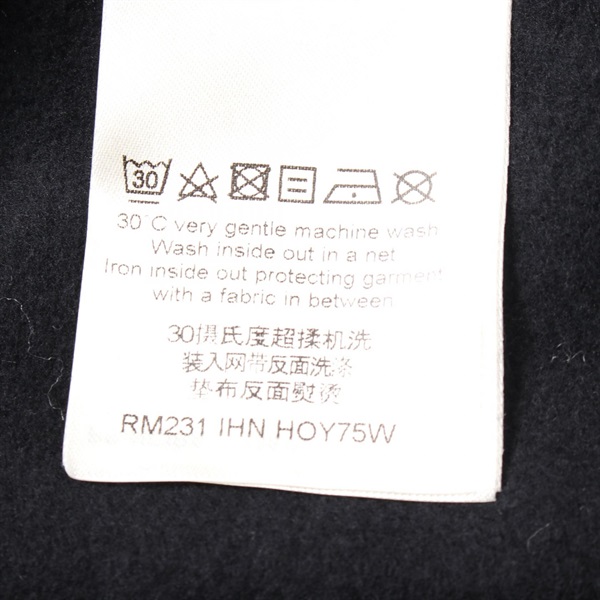 30
30°C very gentle machine wash
Wash inside out in a net
Iron inside out protecting garment
with a fabric in between
30摄氏度超揉机洗
装入网带反面洗涤
垫布反面熨烫
RM231 IHN HOY75W